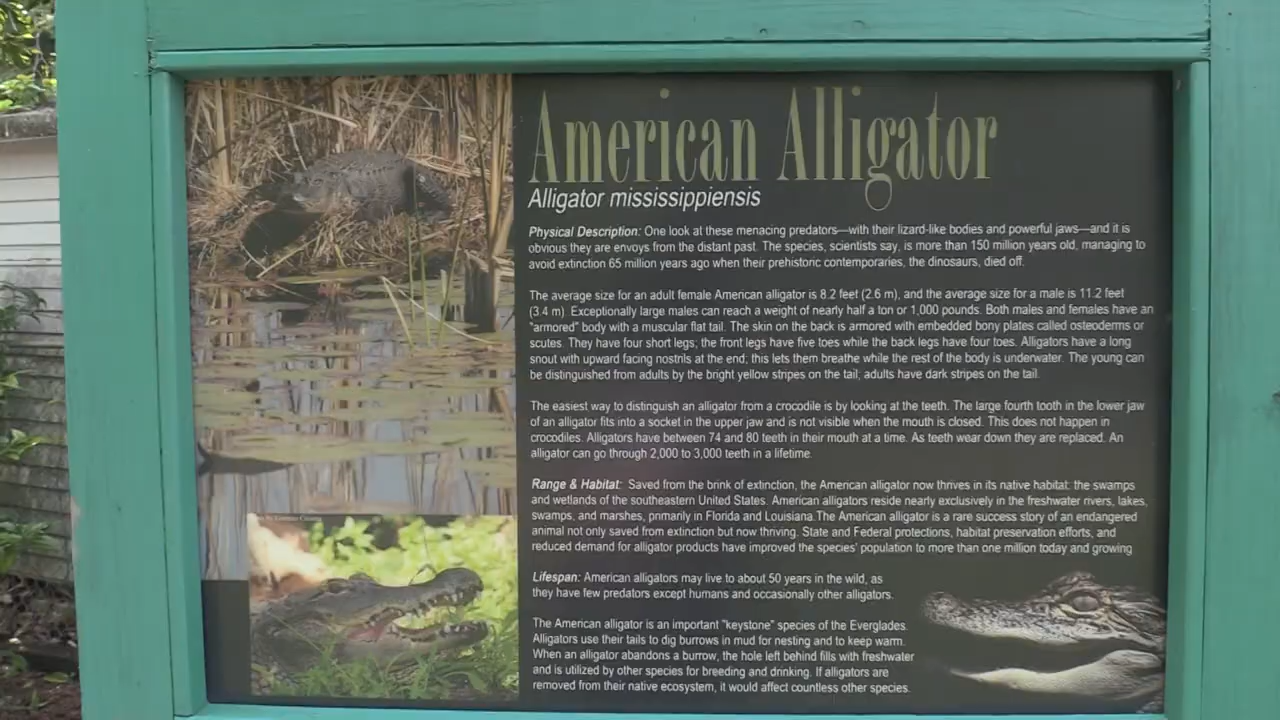 American Alligator
Alligator mississippiensis
Physical Description: One look at these menacing predators—with their lizard-like bodies and powerful jaws—and it is
obvious they are envoys from the distant past. The species, scientists say, is more than 150 million years old, managing to
avoid extinction 65 million years ago when their prehistoric contemporaries, the dinosaurs, died off.
The average size for an adult female American alligator is 8.2 feet (2.6 m), and the average size for a male is 11.2 feet
(3.4 m). Exceptionally large males can reach a weight of nearly half a ton or 1,000 pounds. Both males and females have an
"armored" body with a muscular flat tail. The skin on the back is armored with embedded bony plates called osteoderms or
scutes. They have four short legs; the front legs have five toes while the back legs have four toes. Alligators have a long
snout with upward facing nostrils at the end; this lets them breathe while the rest of the body is underwater. The young can
be distinguished from adults by the bright yellow stripes on the tail; adults have dark stripes on the tail.
The easiest way to distinguish an alligator from a crocodile is by looking at the teeth. The large fourth tooth in the lower jaw
of an alligator fits into a socket in the upper jaw and is not visible when the mouth is closed. This does not happen in
crocodiles. Alligators have between 74 and 80 teeth in their mouth at a time. As teeth wear down they are replaced. An
alligator can go through 2,000 to 3,000 teeth in a lifetime.
Range & Habitat: Saved from the brink of extinction, the American alligator now thrives in its native habitat: the swamps
and wetlands of the southeastern United States. American alligators reside nearly exclusively in the freshwater rivers, lakes,
swamps, and marshes, primarily in Florida and Louisiana.The American alligator is a rare success story of an endangered
animal not only saved from extinction but now thriving. State and Federal protections, habitat preservation efforts, and
reduced demand for alligator products have improved the species' population to more than one million today and growing
Lifespan: American alligators may live to about 50 years in the wild, as
they have few predators except humans and occasionally other alligators.
The American alligator is an important "keystone" species of the Everglades.
Alligators use their tails to dig burrows in mud for nesting and to keep warm.
When an alligator abandons a burrow, the hole left behind fills with freshwater
and is utilized by other species for breeding and drinking. If alligators are
removed from their native ecosystem, it would affect countless other species.